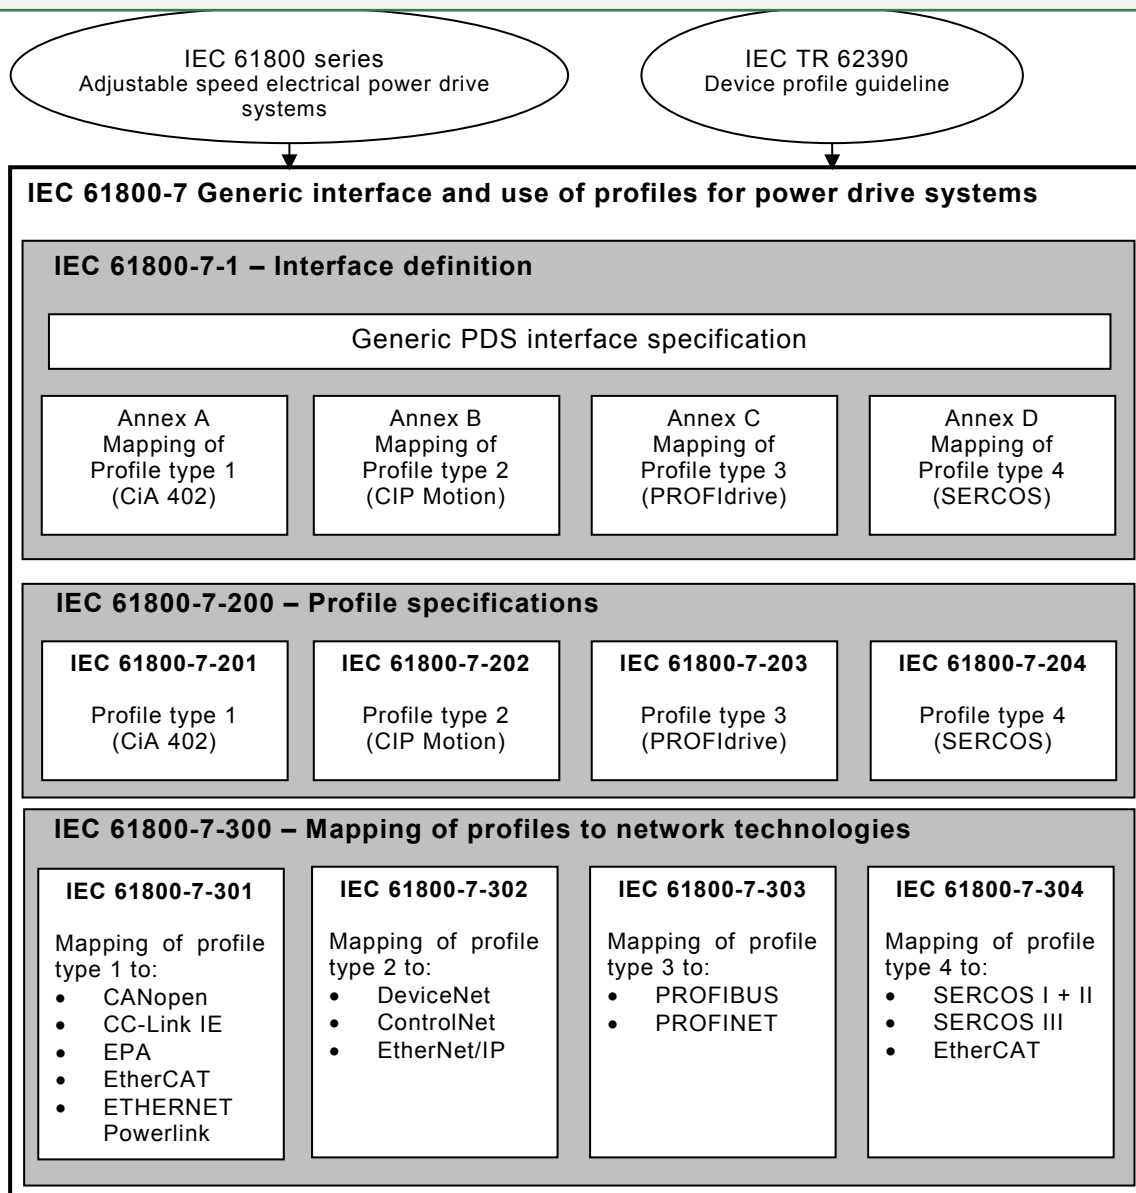 IEC 61800 series
Adjustable speed electrical power drive
systems
IEC TR 62390
Device profile guideline
IEC 61800-7 Generic interface and use of profiles for power drive systems
IEC 61800-7-1 – Interface definition
Generic PDS interface specification
Annex A
Mapping of
Profile type 1
(CiA 402)
Annex B
Mapping of
Profile type 2
(CIP Motion)
Annex C
Mapping of
Profile type 3
(PROFIdrive)
Annex D
Mapping of
Profile type 4
(SERCOS)
IEC 61800-7-200 – Profile specifications
IEC 61800-7-201
Profile type 1
(CiA 402)
IEC 61800-7-202
Profile type 2
(CIP Motion)
IEC 61800-7-203
Profile type 3
(PROFIdrive)
IEC 61800-7-204
Profile type 4
(SERCOS)
IEC 61800-7-300 – Mapping of profiles to network technologies
IEC 61800-7-301
Mapping of profile
type 1 to:
• CANopen
• CC-Link IE
• EPA
• EtherCAT
• ETHERNET
Powerlink
IEC 61800-7-302
Mapping of profile
type 2 to:
• DeviceNet
• ControlNet
• EtherNet/IP
IEC 61800-7-303
Mapping of profile
type 3 to:
• PROFIBUS
• PROFINET
IEC 61800-7-304
Mapping of profile
type 4 to:
• SERCOS I + II
• SERCOS III
• EtherCAT